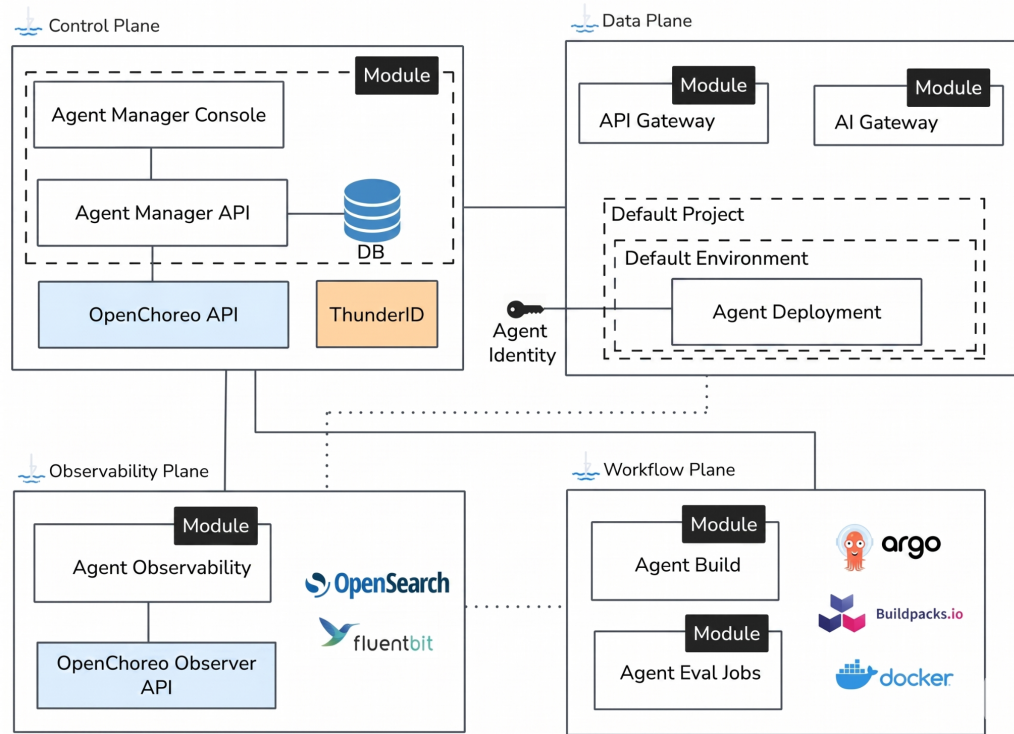 Control Plane
Module
Agent Manager Console
Agent Manager API
DB
OpenChoreo API
ThunderID
Data Plane
Module
API Gateway
Module
AI Gateway
Default Project
Default Environment
Agent Deployment
Agent
Identity
Observability Plane
Module
Agent Observability
OpenChoreo Observer
API
OpenSearch
fluentbit
Workflow Plane
Module
Agent Build
Module
Agent Eval Jobs
argo
Buildpacks.io
docker